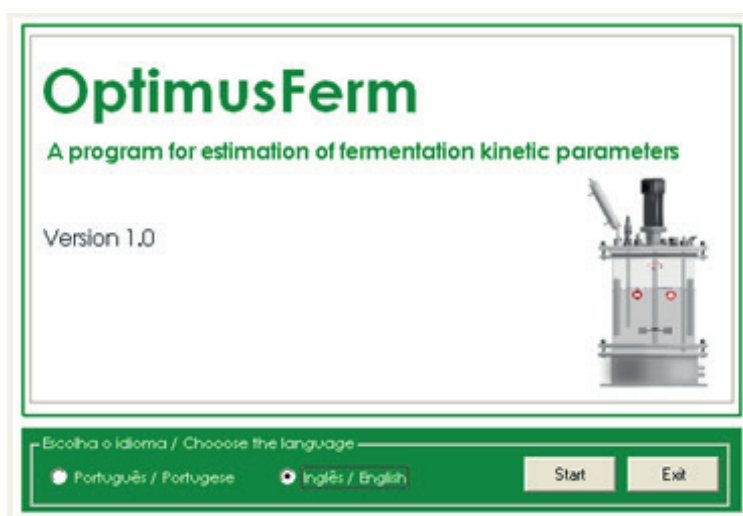 OptimusFerm
A program for estimation of fermentation kinetic parameters
Version 1.0
Escolha o idioma / Chooose the language
Português / Portugese Inglês / English Start Exit